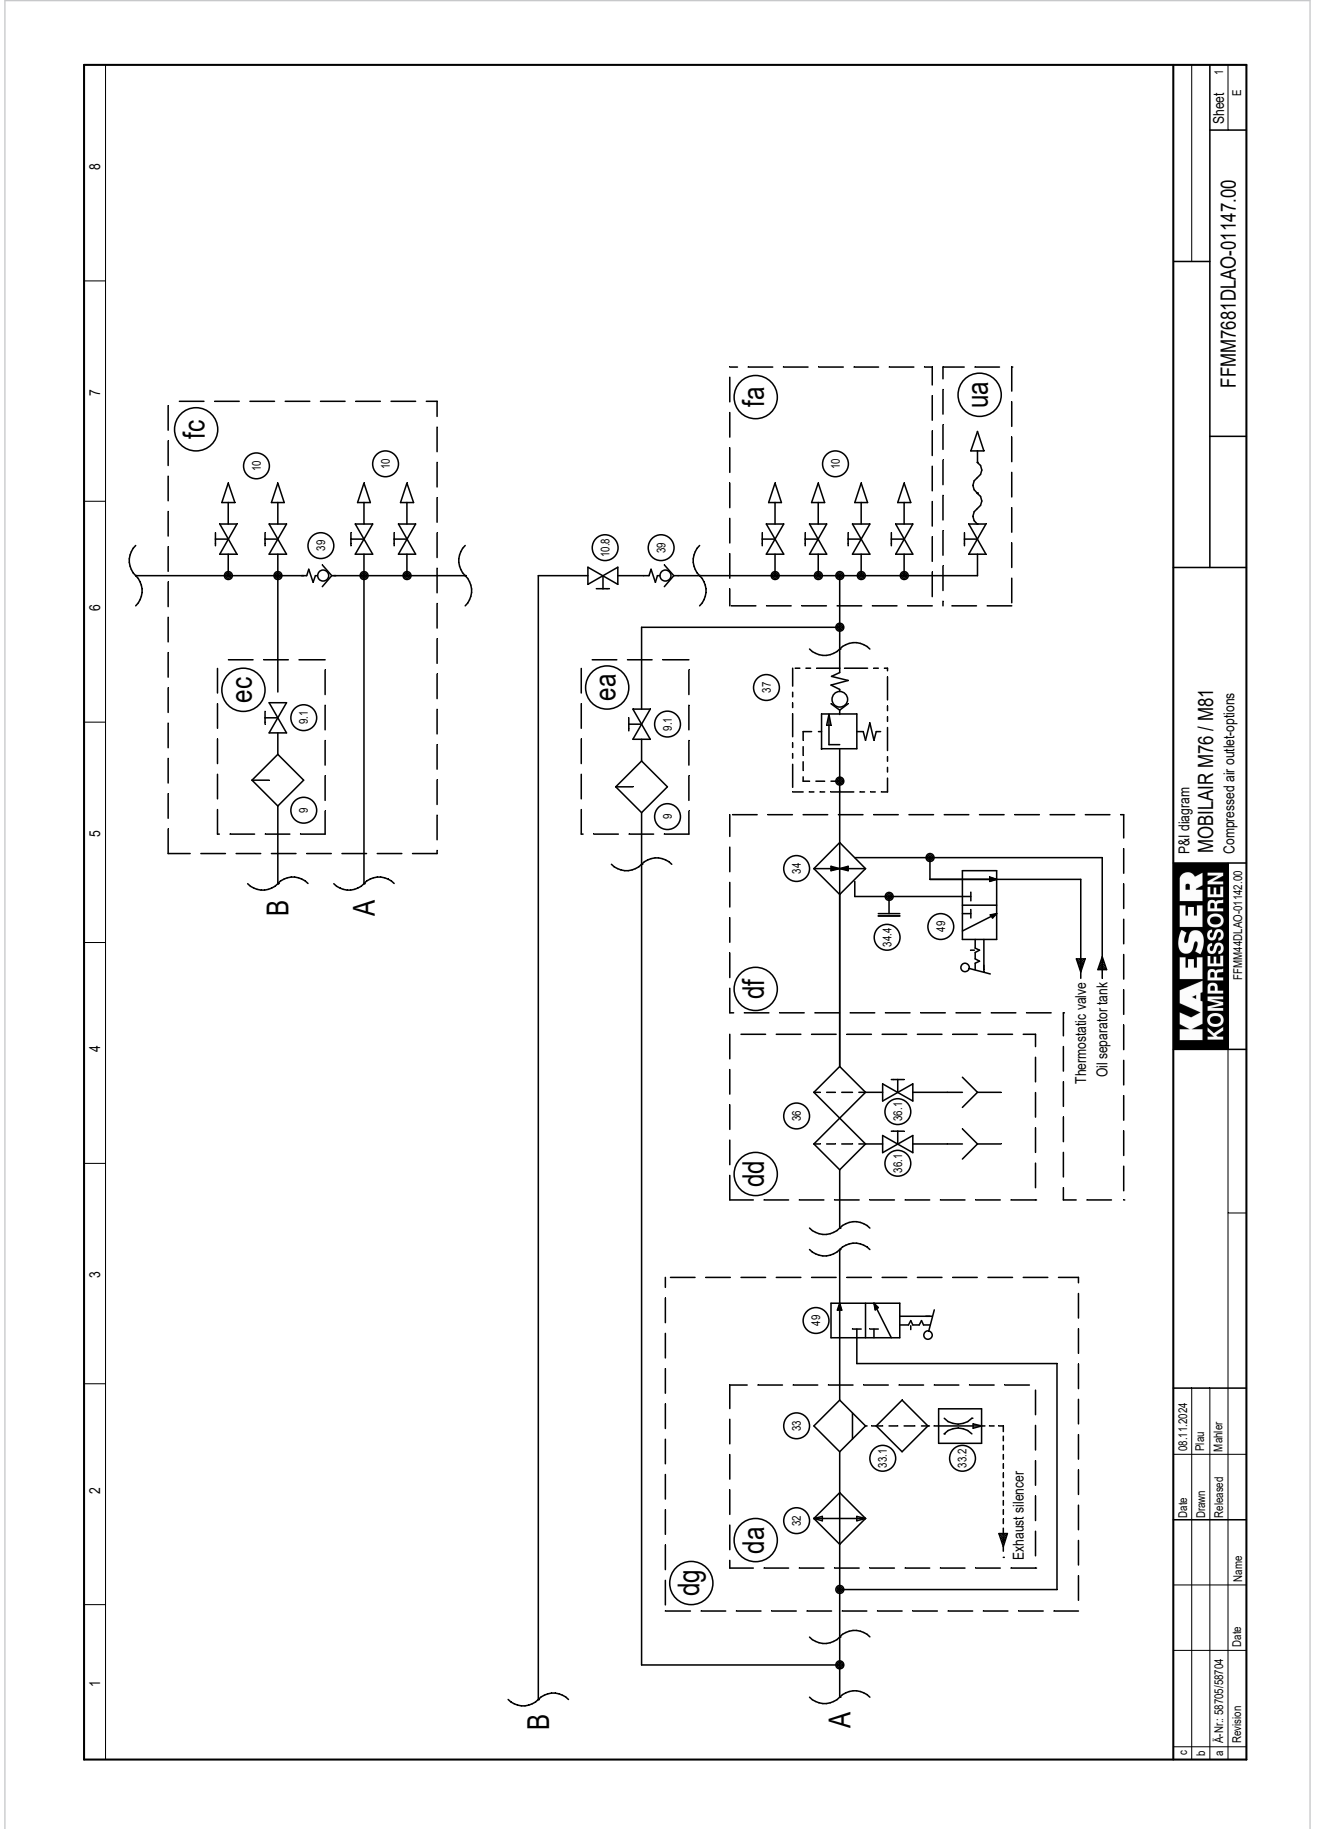 1
2
3
4
5
6
7
8
fc
10
10
39
ec
9.1
9
B
A
10.8
39
fa
10
ua
ea
9.1
9
37
34
34.4
49
df
Thermostatic valve
Oil separator tank
36
36.1
36.1
dd
49
33
33.1
33.2
32
da
dg
Exhaust silencer
B
A
c
b
a
Ä-Nr.: 58705/58704
Revision
Date
Name
Date
08.11.2024
Drawn
Plau
Released
Mahler
KAESER
KOMPRESSOREN
FFMM44DLAO-01142.00
P&I diagram
MOBILAIR M76 / M81
Compressed air outlet-options
FFMM7681DLAO-01147.00
Sheet 1
E